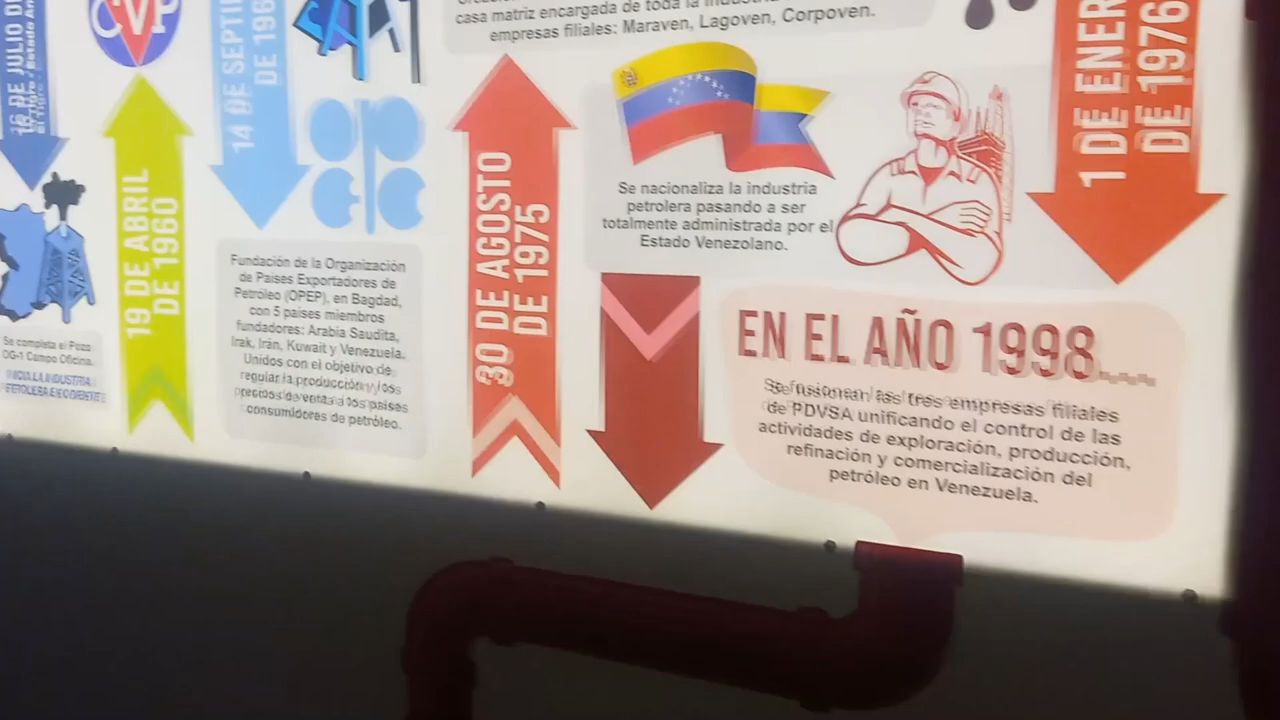 16 DE JULIO DE
CVP
19 DE ABRIL
DE 1960
Se completa el Pozo
OG-1 Campo Oficina.
INICIA LA INDUSTRIA
14 DE SEPTI
DE 196
Fundación de la Organización
de Países Exportadores de
Petróleo (OPEP), en Bagdad,
con 5 países miembros
fundadores: Arabia Saudita,
Irak, Irán, Kuwait y Venezuela.
Unidos con el objetivo de
regular la producción y los
precios de venta a los países
consumidores de petróleo.
casa matriz encargada de toda la
empresas filiales: Maraven, Lagoven, Corpoven.
30 DE AGOSTO
DE 1975
Se nacionaliza la industria
petrolera pasando a ser
totalmente administrada por el
Estado Venezolano.
1 DE ENER
DE 1976
EN EL AÑO 1998...
Se fusionan las tres empresas filiales
de PDVSA unificando el control de las
actividades de exploración, producción,
refinación y comercialización del
petróleo en Venezuela.